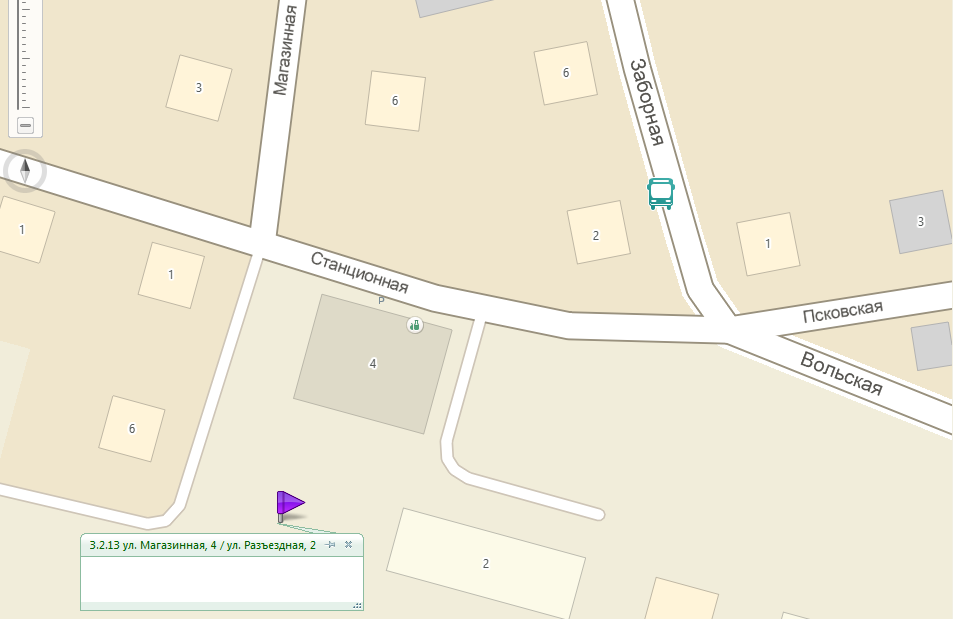 Магазинная
3
6
6
Заборная
1
1
2
1
3
Станционная
P
4
Псковская
Вольская
6
3.2.13 ул. Магазинная, 4 / ул. Разъездная, 2
2